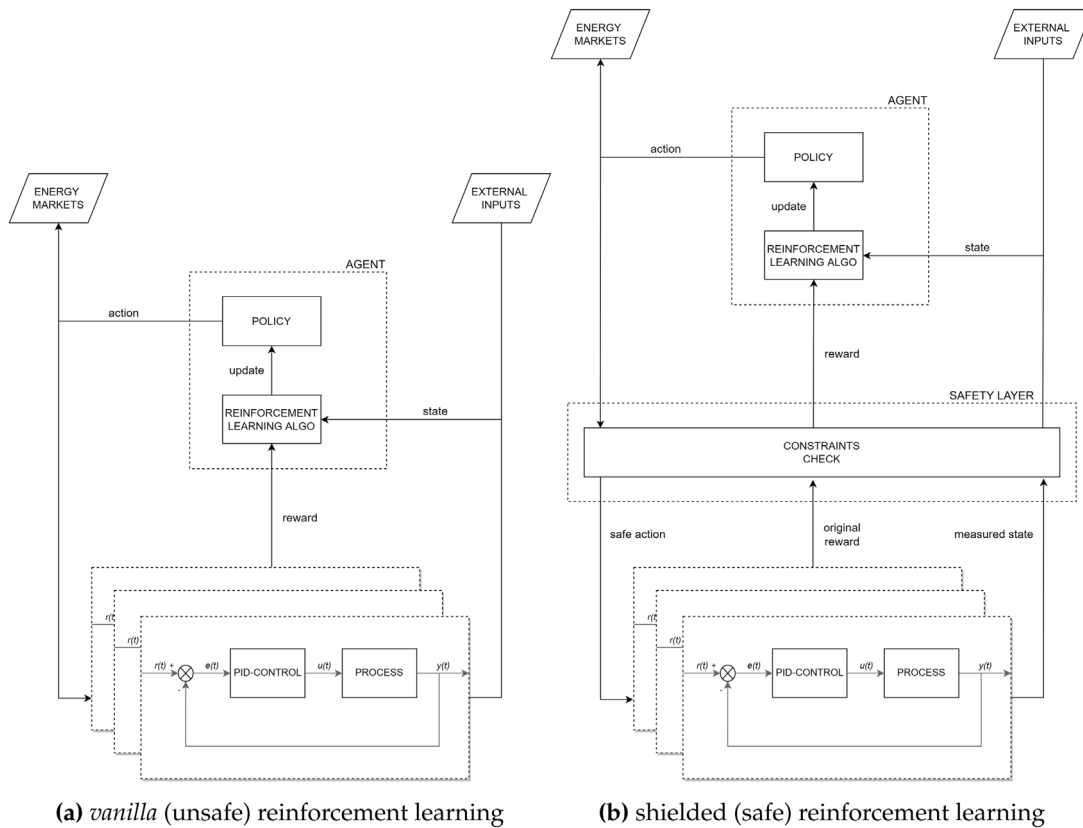 ENERGY
MARKETS
EXTERNAL
INPUTS
AGENT
action
POLICY
update
REINFORCEMENT
LEARNING ALGO
state
reward
r(t)
r(t)
r(t) +
-
e(t)
PID-CONTROL
u(t)
PROCESS
y(t)
(a) vanilla (unsafe) reinforcement learning
ENERGY
MARKETS
EXTERNAL
INPUTS
AGENT
action
POLICY
update
REINFORCEMENT
LEARNING ALGO
state
reward
SAFETY LAYER
CONSTRAINTS
CHECK
safe action
original
reward
measured state
r(t)
r(t)
r(t) +
-
e(t)
PID-CONTROL
u(t)
PROCESS
y(t)
(b) shielded (safe) reinforcement learning